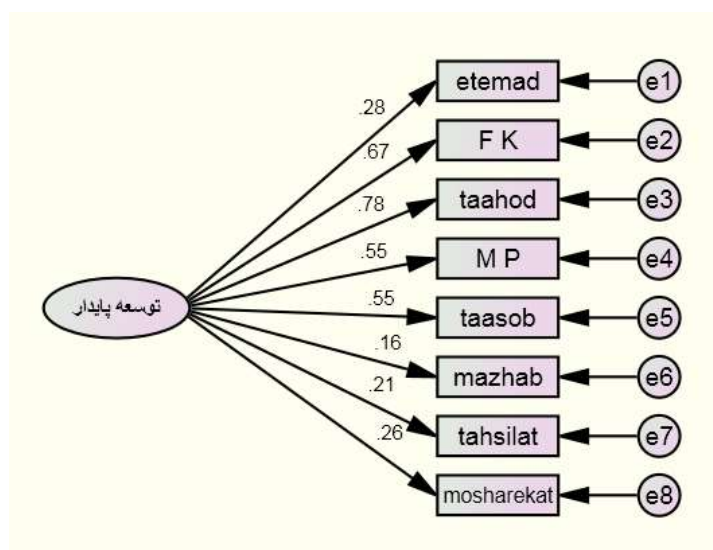 etemad
e1
.28
F K
e2
.67
taahod
e3
.78
M P
e4
.55
توسعه پایدار
taasob
e5
.55
mazhab
e6
.16
tahsilat
e7
.21
mosharekat
e8
.26